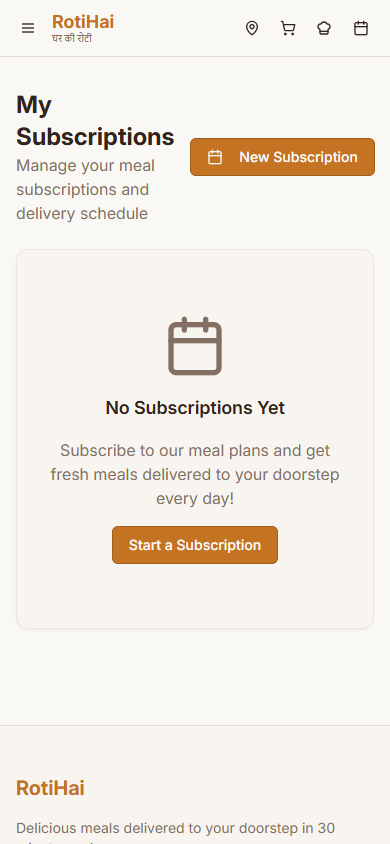 RotiHai
घर की रोटी
My
Subscriptions
Manage your meal
subscriptions and
delivery schedule
New Subscription
No Subscriptions Yet
Subscribe to our meal plans and get
fresh meals delivered to your doorstep
every day!
Start a Subscription
RotiHai
Delicious meals delivered to your doorstep in 30